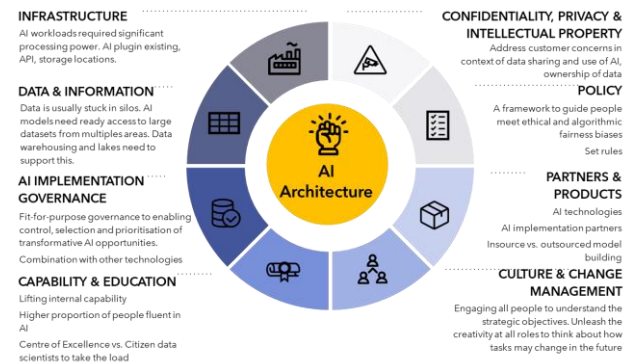 INFRASTRUCTURE
AI workloads required significant
processing power. AI plugin existing,
API, storage locations.
DATA & INFORMATION
Data is usually stuck in silos. AI
models need ready access to large
datasets from multiples areas. Data
warehousing and lakes need to
support this.
AI IMPLEMENTATION
GOVERNANCE
Fit-for-purpose governance to enabling
control, selection and prioritisation of
transformative AI opportunities.
Combination with other technologies
CAPABILITY & EDUCATION
Lifting internal capability
Higher proportion of people fluent in
AI
Centre of Excellence vs. Citizen data
scientists to take the load
AI
Architecture
CONFIDENTIALITY, PRIVACY &
INTELLECTUAL PROPERTY
Address customer concerns in
context of data sharing and use of AI,
ownership of data
POLICY
A framework to guide people
meet ethical and algorithmic
fairness biases
Set rules
PARTNERS &
PRODUCTS
AI technologies
AI implementation partners
Insource vs. outsourced model
building
CULTURE & CHANGE
MANAGEMENT
Engaging all people to understand the
strategic objectives. Unleash the
creativity at all roles to think about how
tasks may change in the future